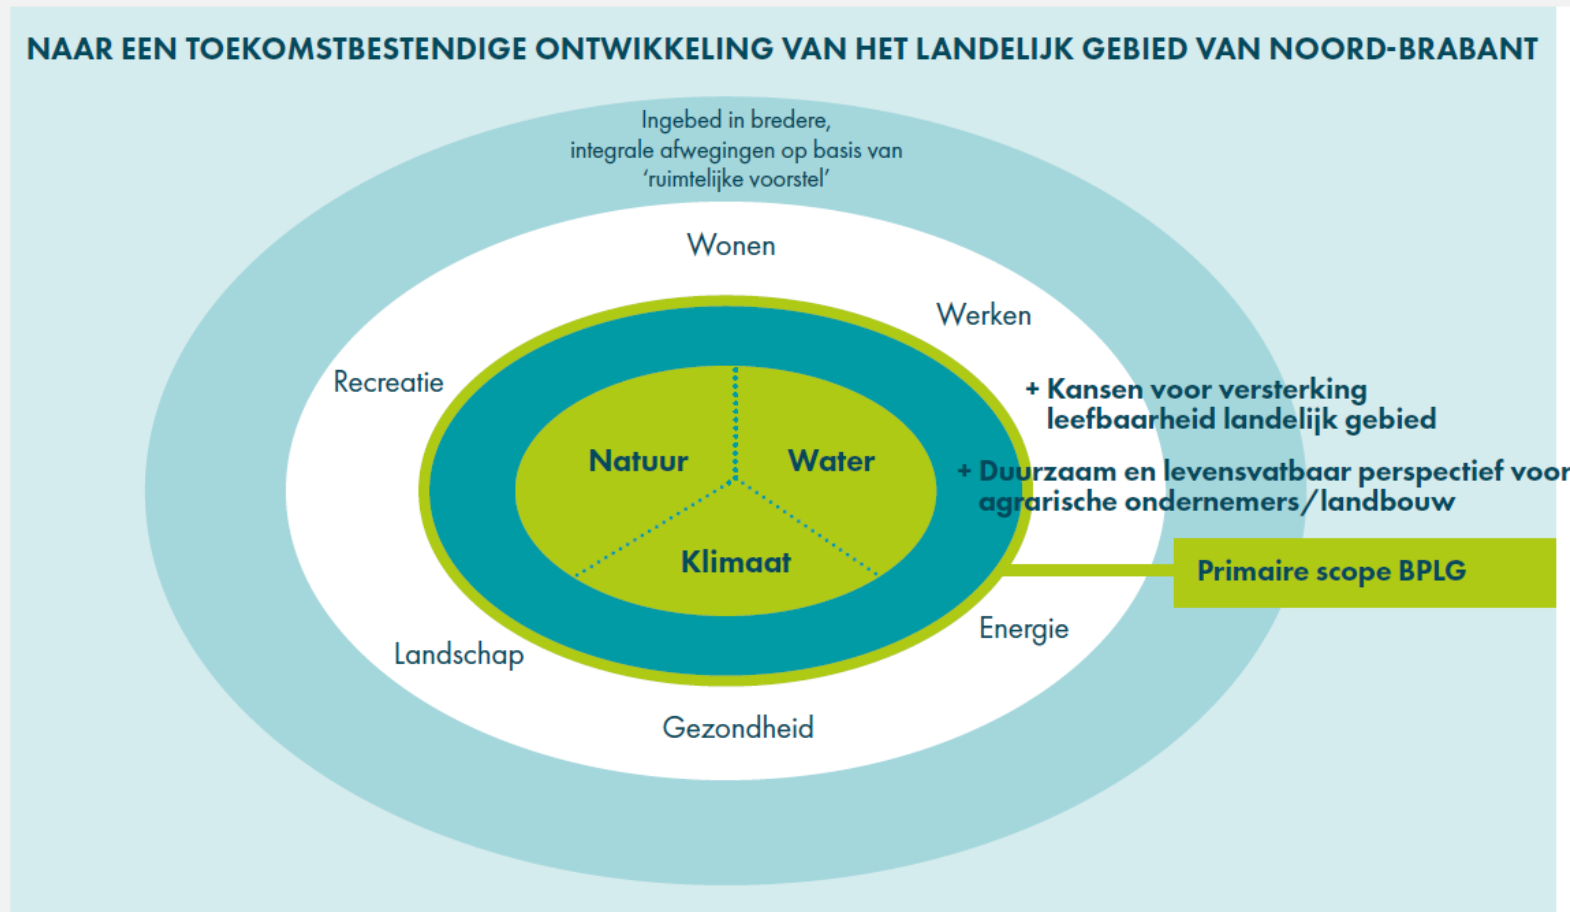 NAAR EEN TOEKOMSTBESTENDIGE ONTWIKKELING VAN HET LANDELIJK GEBIED VAN NOORD-BRABANT
Ingebed in bredere,
integrale afwegingen op basis van
‘ruimtelijke voorstel’
Wonen
Werken
Recreatie
+ Kansen voor versterking
leefbaarheid landelijk gebied
Natuur
Water
+ Duurzaam en levensvatbaar perspectief voor
agrarische ondernemers/landbouw
Klimaat
Primaire scope BPLG
Energie
Landschap
Gezondheid